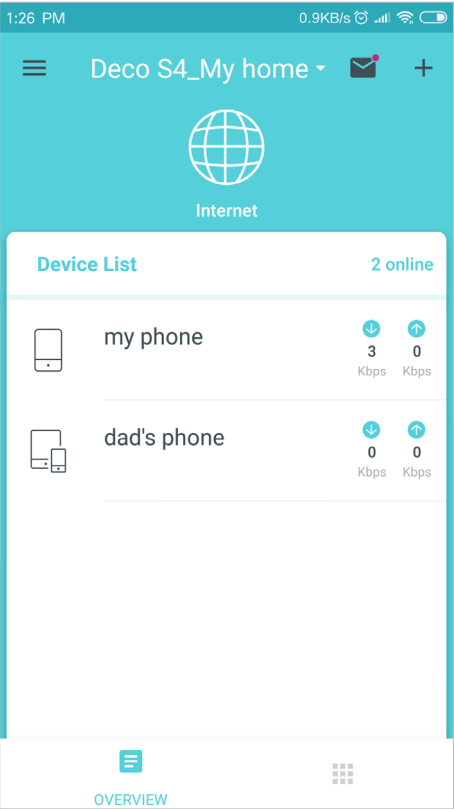 1:26 PM 0.9KB/s
Deco S4_My home
Internet
Device List 2 online
my phone
3 0
Kbps Kbps
dad's phone
0 0
Kbps Kbps
OVERVIEW